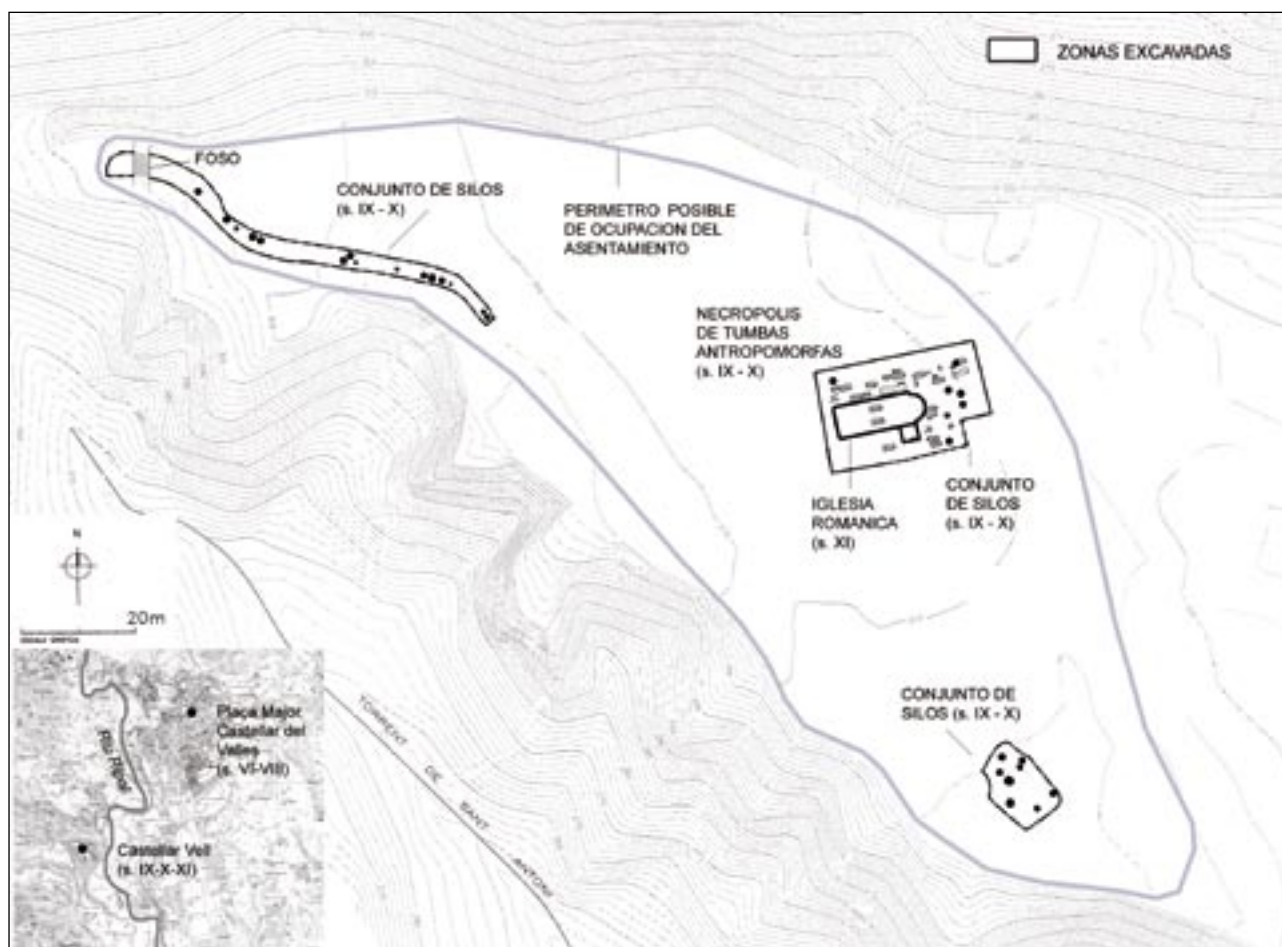 ZONAS EXCAVADAS
FOSO
CONJUNTO DE SILOS
(s. IX - X)
PERIMETRO POSIBLE
DE OCUPACION DEL
ASENTAMIENTO
NECROPOLIS
DE TUMBAS
ANTROPOMORFAS
(s. IX - X)
IGLESIA
ROMANICA
(s. XI)
CONJUNTO
DE SILOS
(s. IX - X)
N
20m
CONJUNTO DE
SILOS (s. IX - X)
TORRENT DE SANT ANTONI
Plaça Major
Castellar del
Valles
(s. VI-VIII)
Riu Ripoll
Castellar Vell
(s. IX-X-XI)